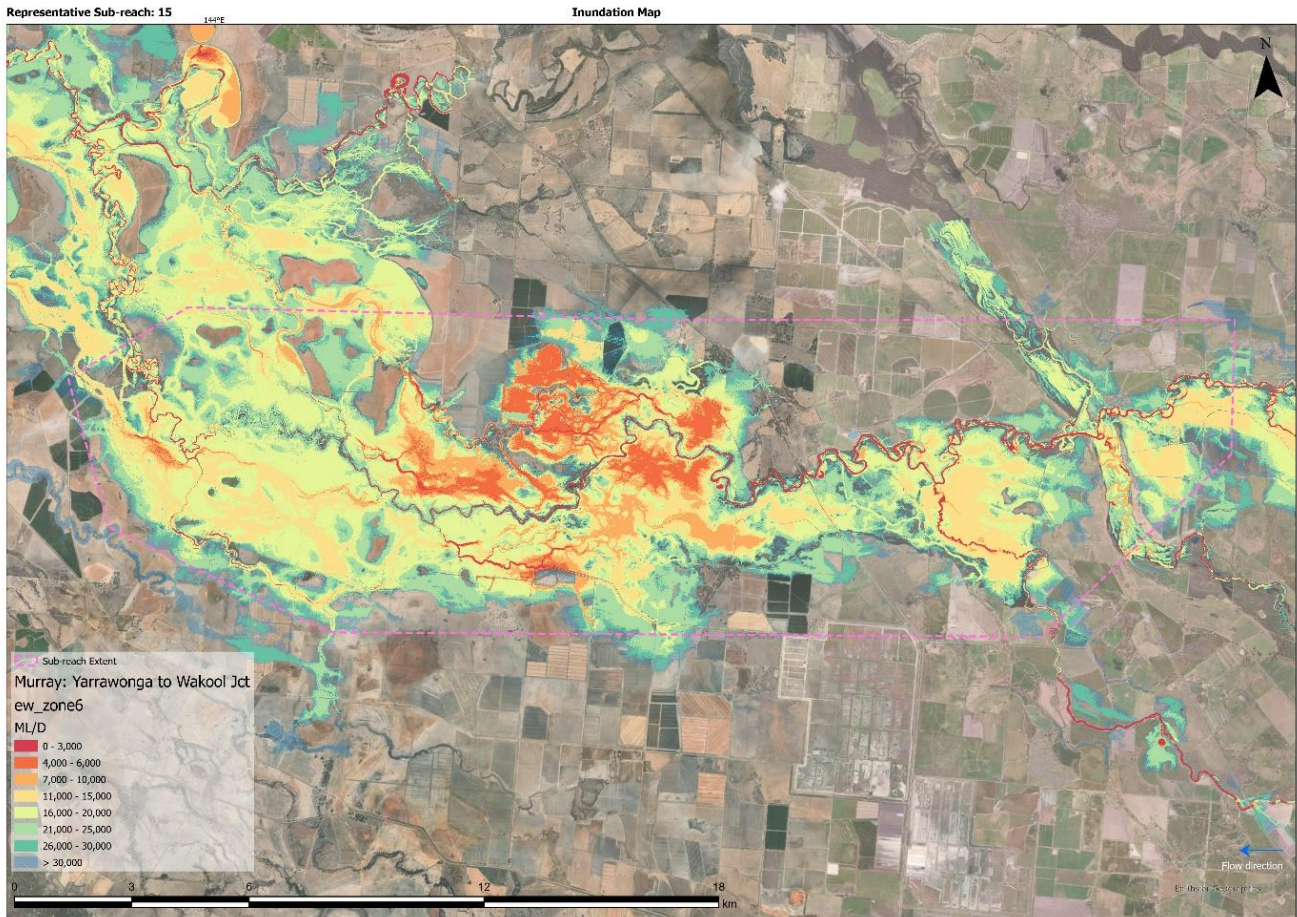 Representative Sub-reach: 15
Inundation Map
144°E
N
Sub-reach Extent
Murray: Yarrawonga to Wakool Jct
ew_zone6
ML/D
0 - 3,000
4,000 - 6,000
7,000 - 10,000
11,000 - 15,000
16,000 - 20,000
21,000 - 25,000
26,000 - 30,000
> 30,000
0 3 6 12 18
km
Flow direction